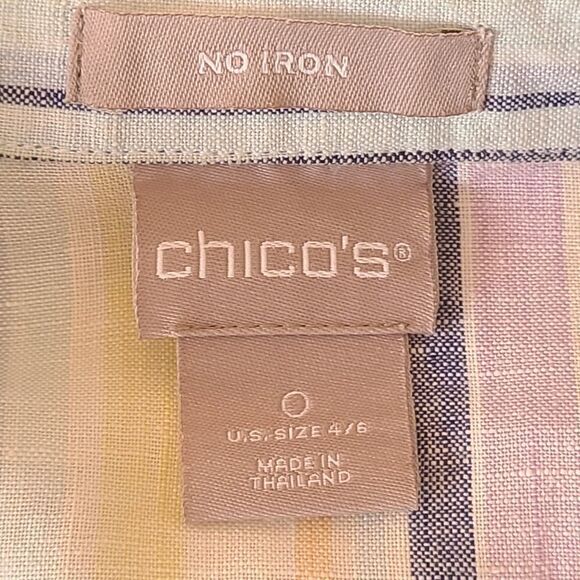 NO IRON
chico's®
0
U.S. SIZE 4/6
MADE IN
THAILAND